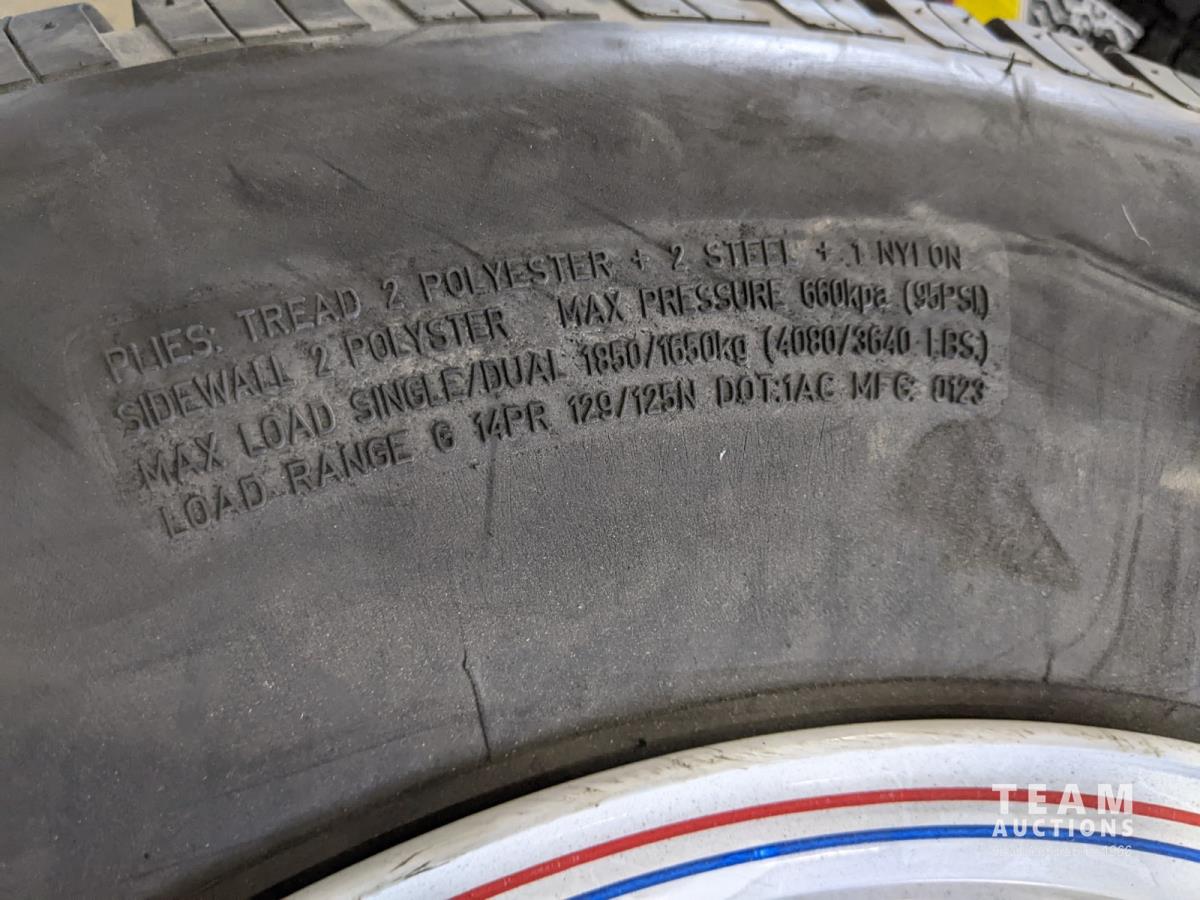 PLIES: TREAD 2 POLYESTER + 2 STEEL + 1 NYLON
SIDEWALL 2 POLYSTER MAX PRESSURE 660kpa (95PSI)
MAX LOAD SINGLE/DUAL 1850/1650kg (4080/3640 LBS.)
LOAD RANGE G 14PR 129/125N DOT:1AC MFG: 0123
TEAM
AUCTIONS